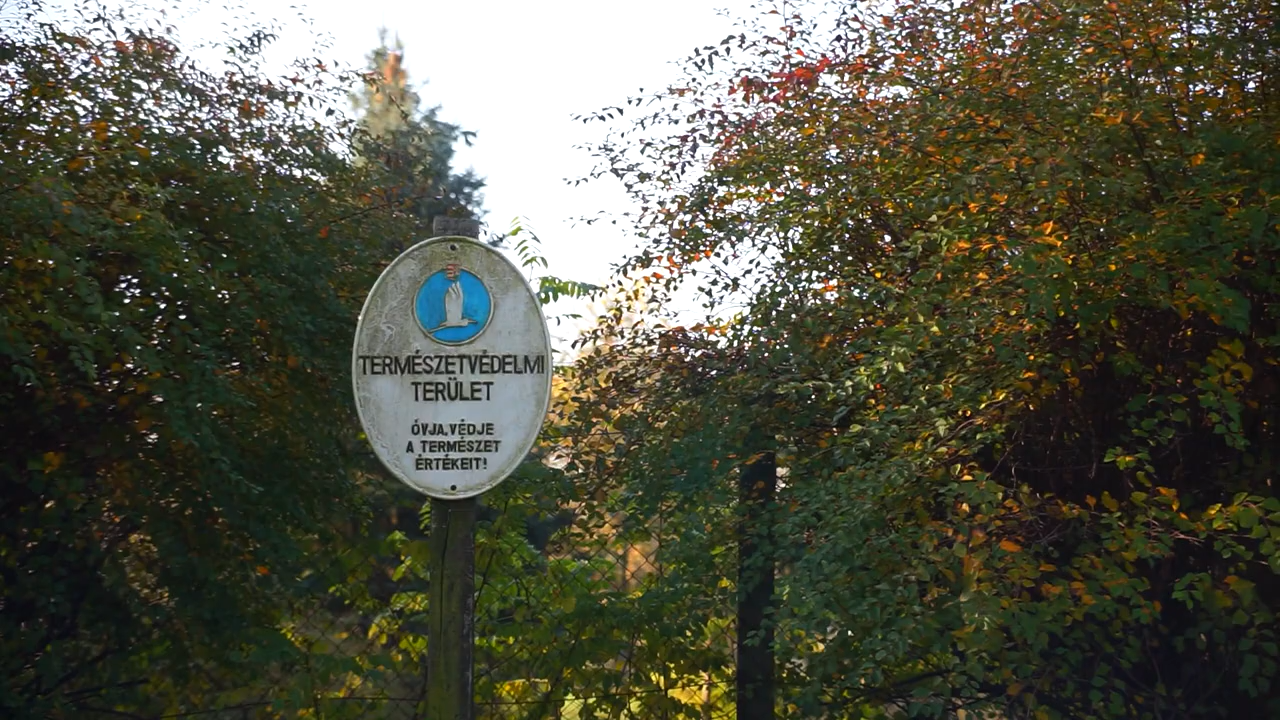 TERMÉSZETVÉDELMI
TERÜLET
ÓVJA, VÉDJE
A TERMÉSZET
ÉRTÉKEIT!